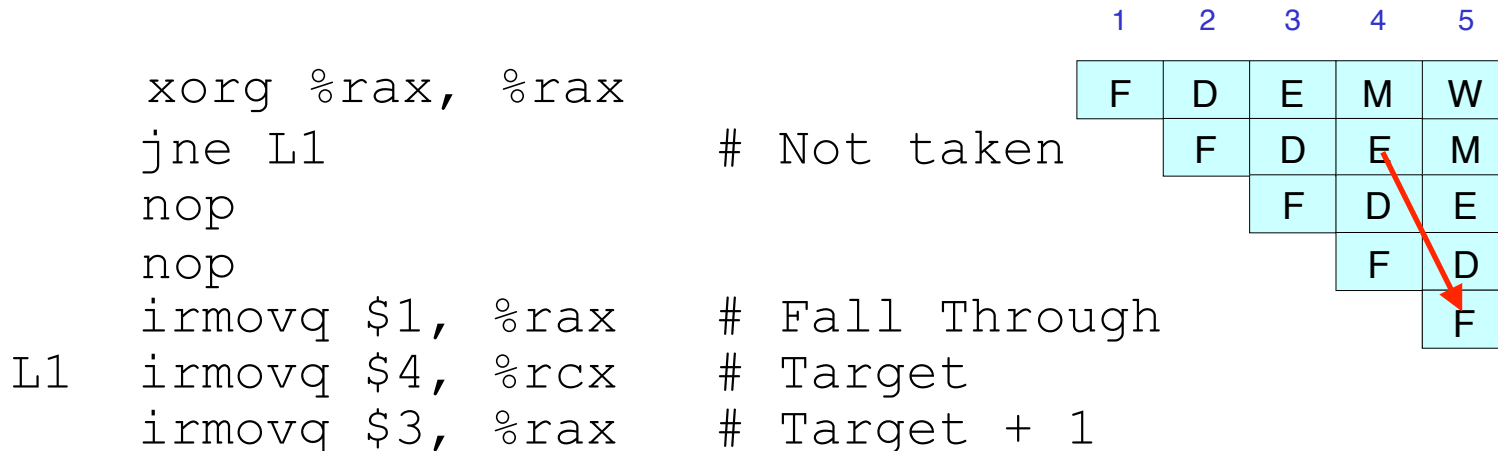 1 2 3 4 5
xorg %rax, %rax F D E M W
jne L1 # Not taken F D E M
nop F D E
nop F D
irmovq $1, %rax # Fall Through F
L1 irmovq $4, %rcx # Target
irmovq $3, %rax # Target + 1